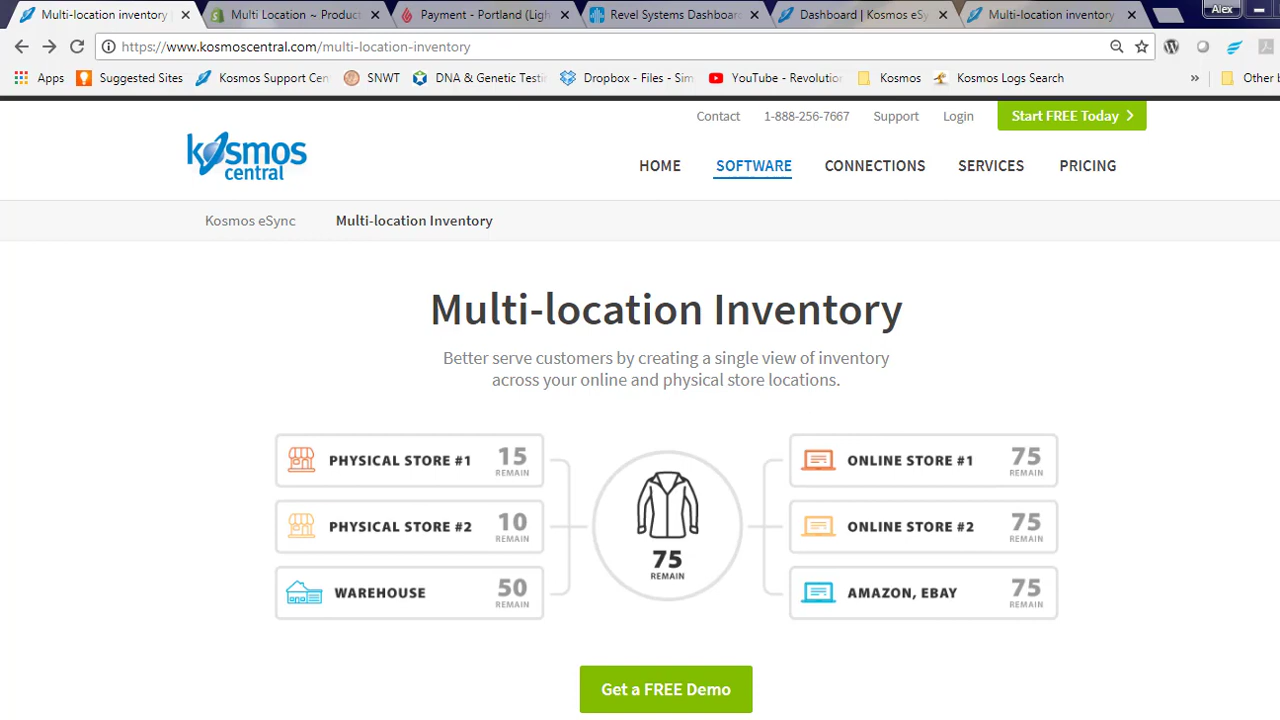 Multi-location inventory
Multi Location ~ Product
Payment - Portland (Ligh
Revel Systems Dashboard
Dashboard | Kosmos eSy
Multi-location inventory
Alex
https://www.kosmoscentral.com/multi-location-inventory
Apps
Suggested Sites
Kosmos Support Cen
SNWT
DNA & Genetic Testi
Dropbox - Files - Sim
YouTube - Revolution
Kosmos
Kosmos Logs Search
»
Other b
Contact
1-888-256-7667
Support
Login
Start FREE Today
kosmos
central
HOME
SOFTWARE
CONNECTIONS
SERVICES
PRICING
Kosmos eSync
Multi-location Inventory
Multi-location Inventory
Better serve customers by creating a single view of inventory
across your online and physical store locations.
PHYSICAL STORE #1
15
REMAIN
PHYSICAL STORE #2
10
REMAIN
WAREHOUSE
50
REMAIN
75
REMAIN
ONLINE STORE #1
75
REMAIN
ONLINE STORE #2
75
REMAIN
AMAZON, EBAY
75
REMAIN
Get a FREE Demo